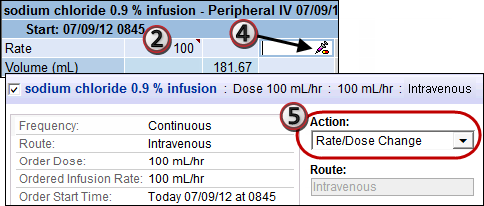 sodium chloride 0.9 % infusion - Peripheral IV 07/09/1
Start: 07/09/12 0845
2
4
Rate 100
Volume (mL) 181.67
sodium chloride 0.9 % infusion : Dose 100 mL/hr : 100 mL/hr : Intravenous
5
Frequency: Continuous
Route: Intravenous
Order Dose: 100 mL/hr
Ordered Infusion Rate: 100 mL/hr
Order Start Time: Today 07/09/12 at 0845
Action:
Rate/Dose Change
Route:
Intravenous